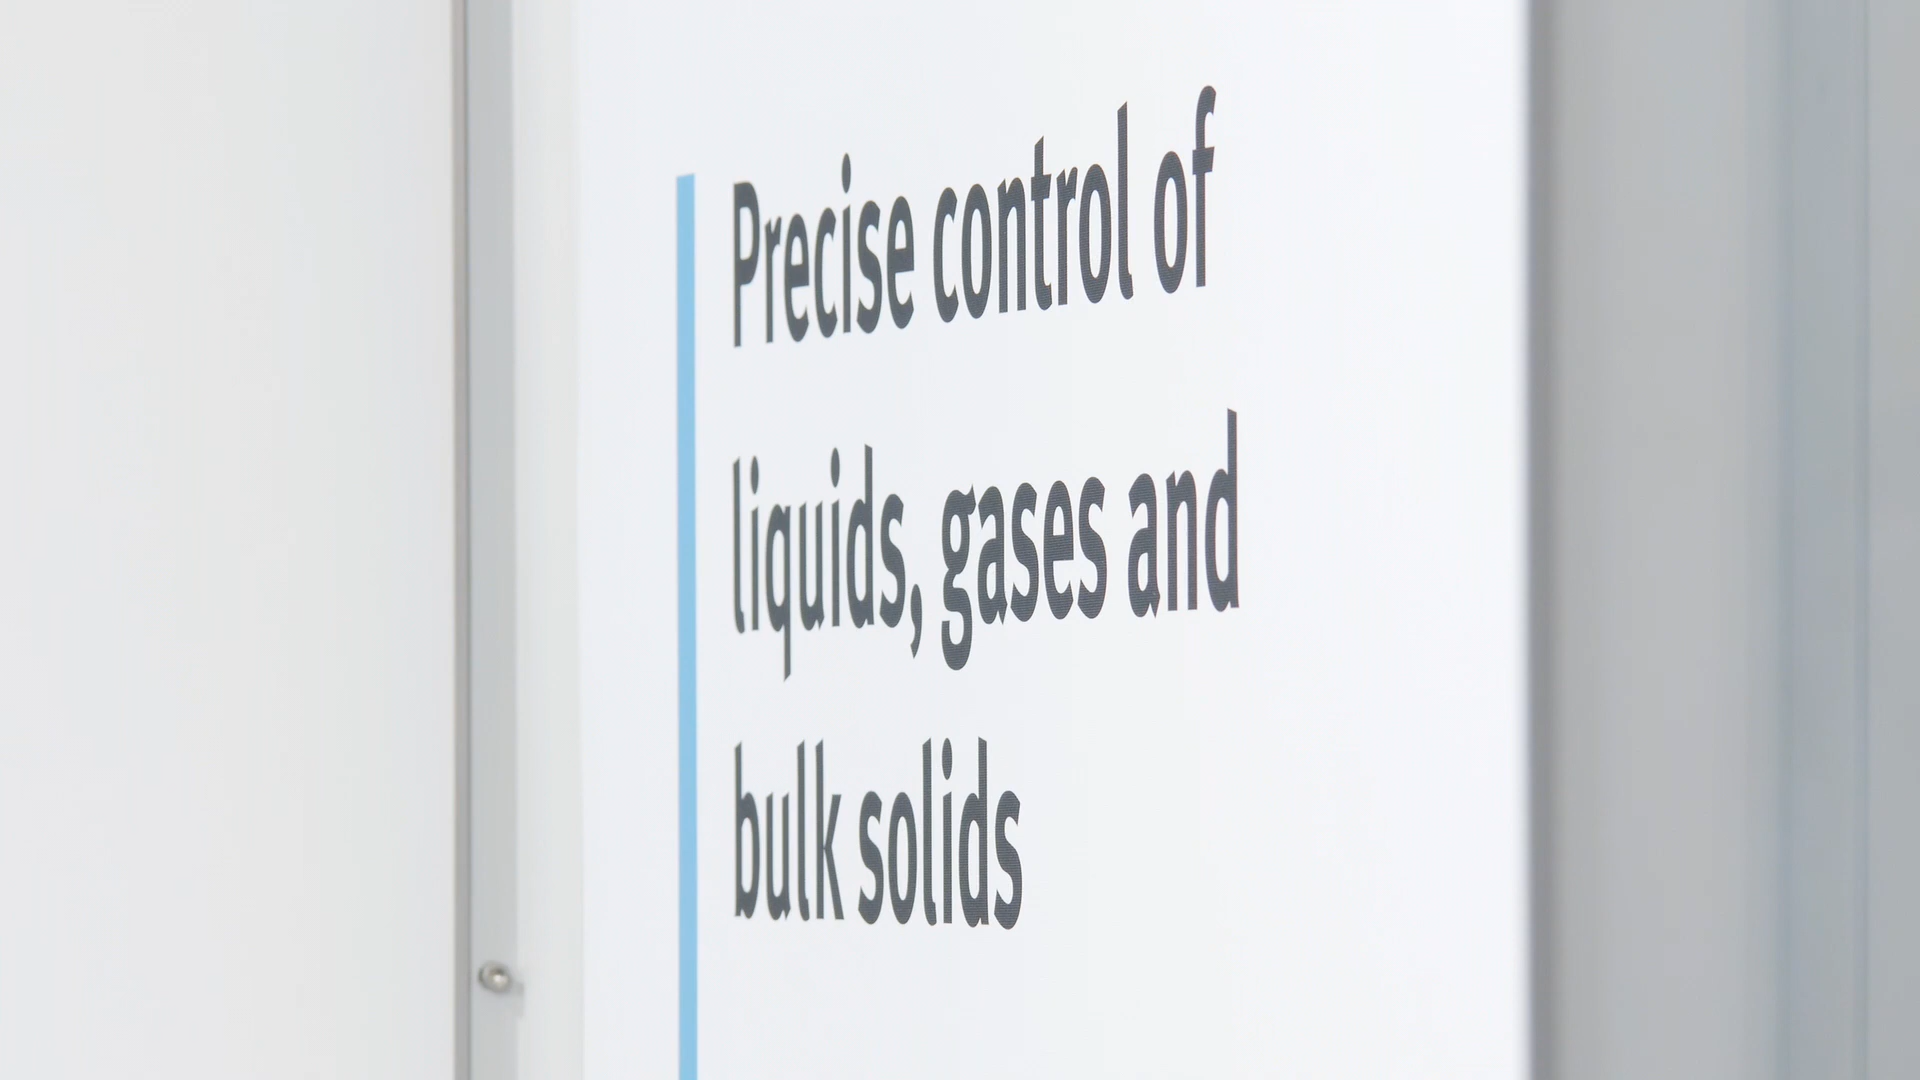 Precise control of
liquids, gases and
bulk solids